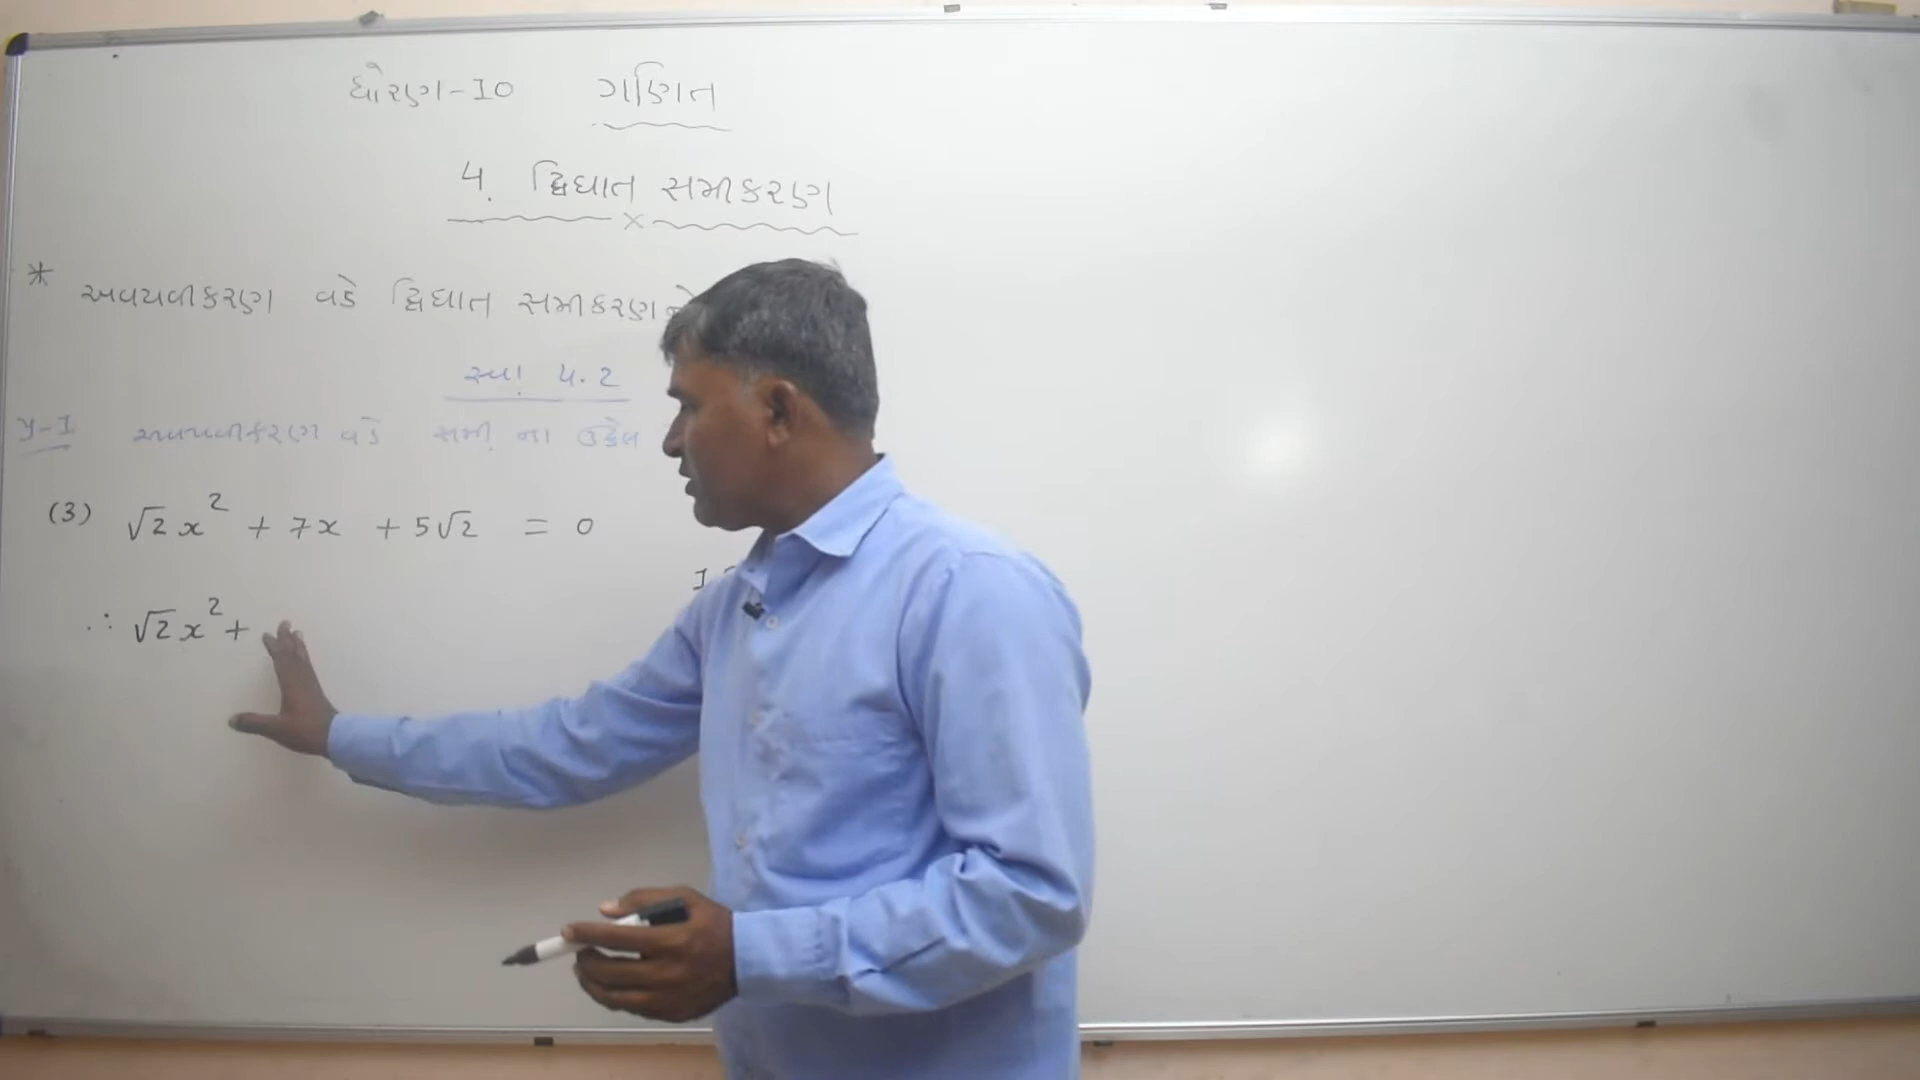 ધોરણ-10 ગણિત
4. દ્વિઘાત સમીકરણ
* અવયવીકરણ વડે દ્વિઘાત સમીકરણનો
સ્વા. 4.2
પ્ર-1 અવયવીકરણ વડે સમી. ના ઉકેલ
(3) √2x² + 7x + 5√2 = 0
∴ √2x² +